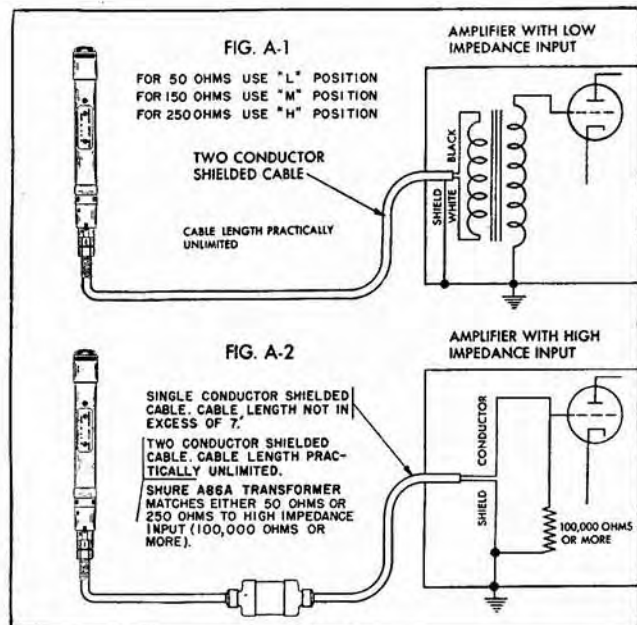 FIG. A-1
FOR 50 OHMS USE "L" POSITION
FOR 150 OHMS USE "M" POSITION
FOR 250 OHMS USE "H" POSITION
TWO CONDUCTOR
SHIELDED CABLE
CABLE LENGTH PRACTICALLY
UNLIMITED
AMPLIFIER WITH LOW
IMPEDANCE INPUT
BLACK
WHITE
SHIELD
FIG. A-2
SINGLE CONDUCTOR SHIELDED
CABLE. CABLE LENGTH NOT IN
EXCESS OF 7.'
TWO CONDUCTOR SHIELDED
CABLE. CABLE LENGTH PRAC-
TICALLY UNLIMITED.
SHURE A86A TRANSFORMER
MATCHES EITHER 50 OHMS OR
250 OHMS TO HIGH IMPEDANCE
INPUT (100,000 OHMS OR
MORE).
AMPLIFIER WITH HIGH
IMPEDANCE INPUT
CONDUCTOR
SHIELD
100,000 OHMS
OR MORE